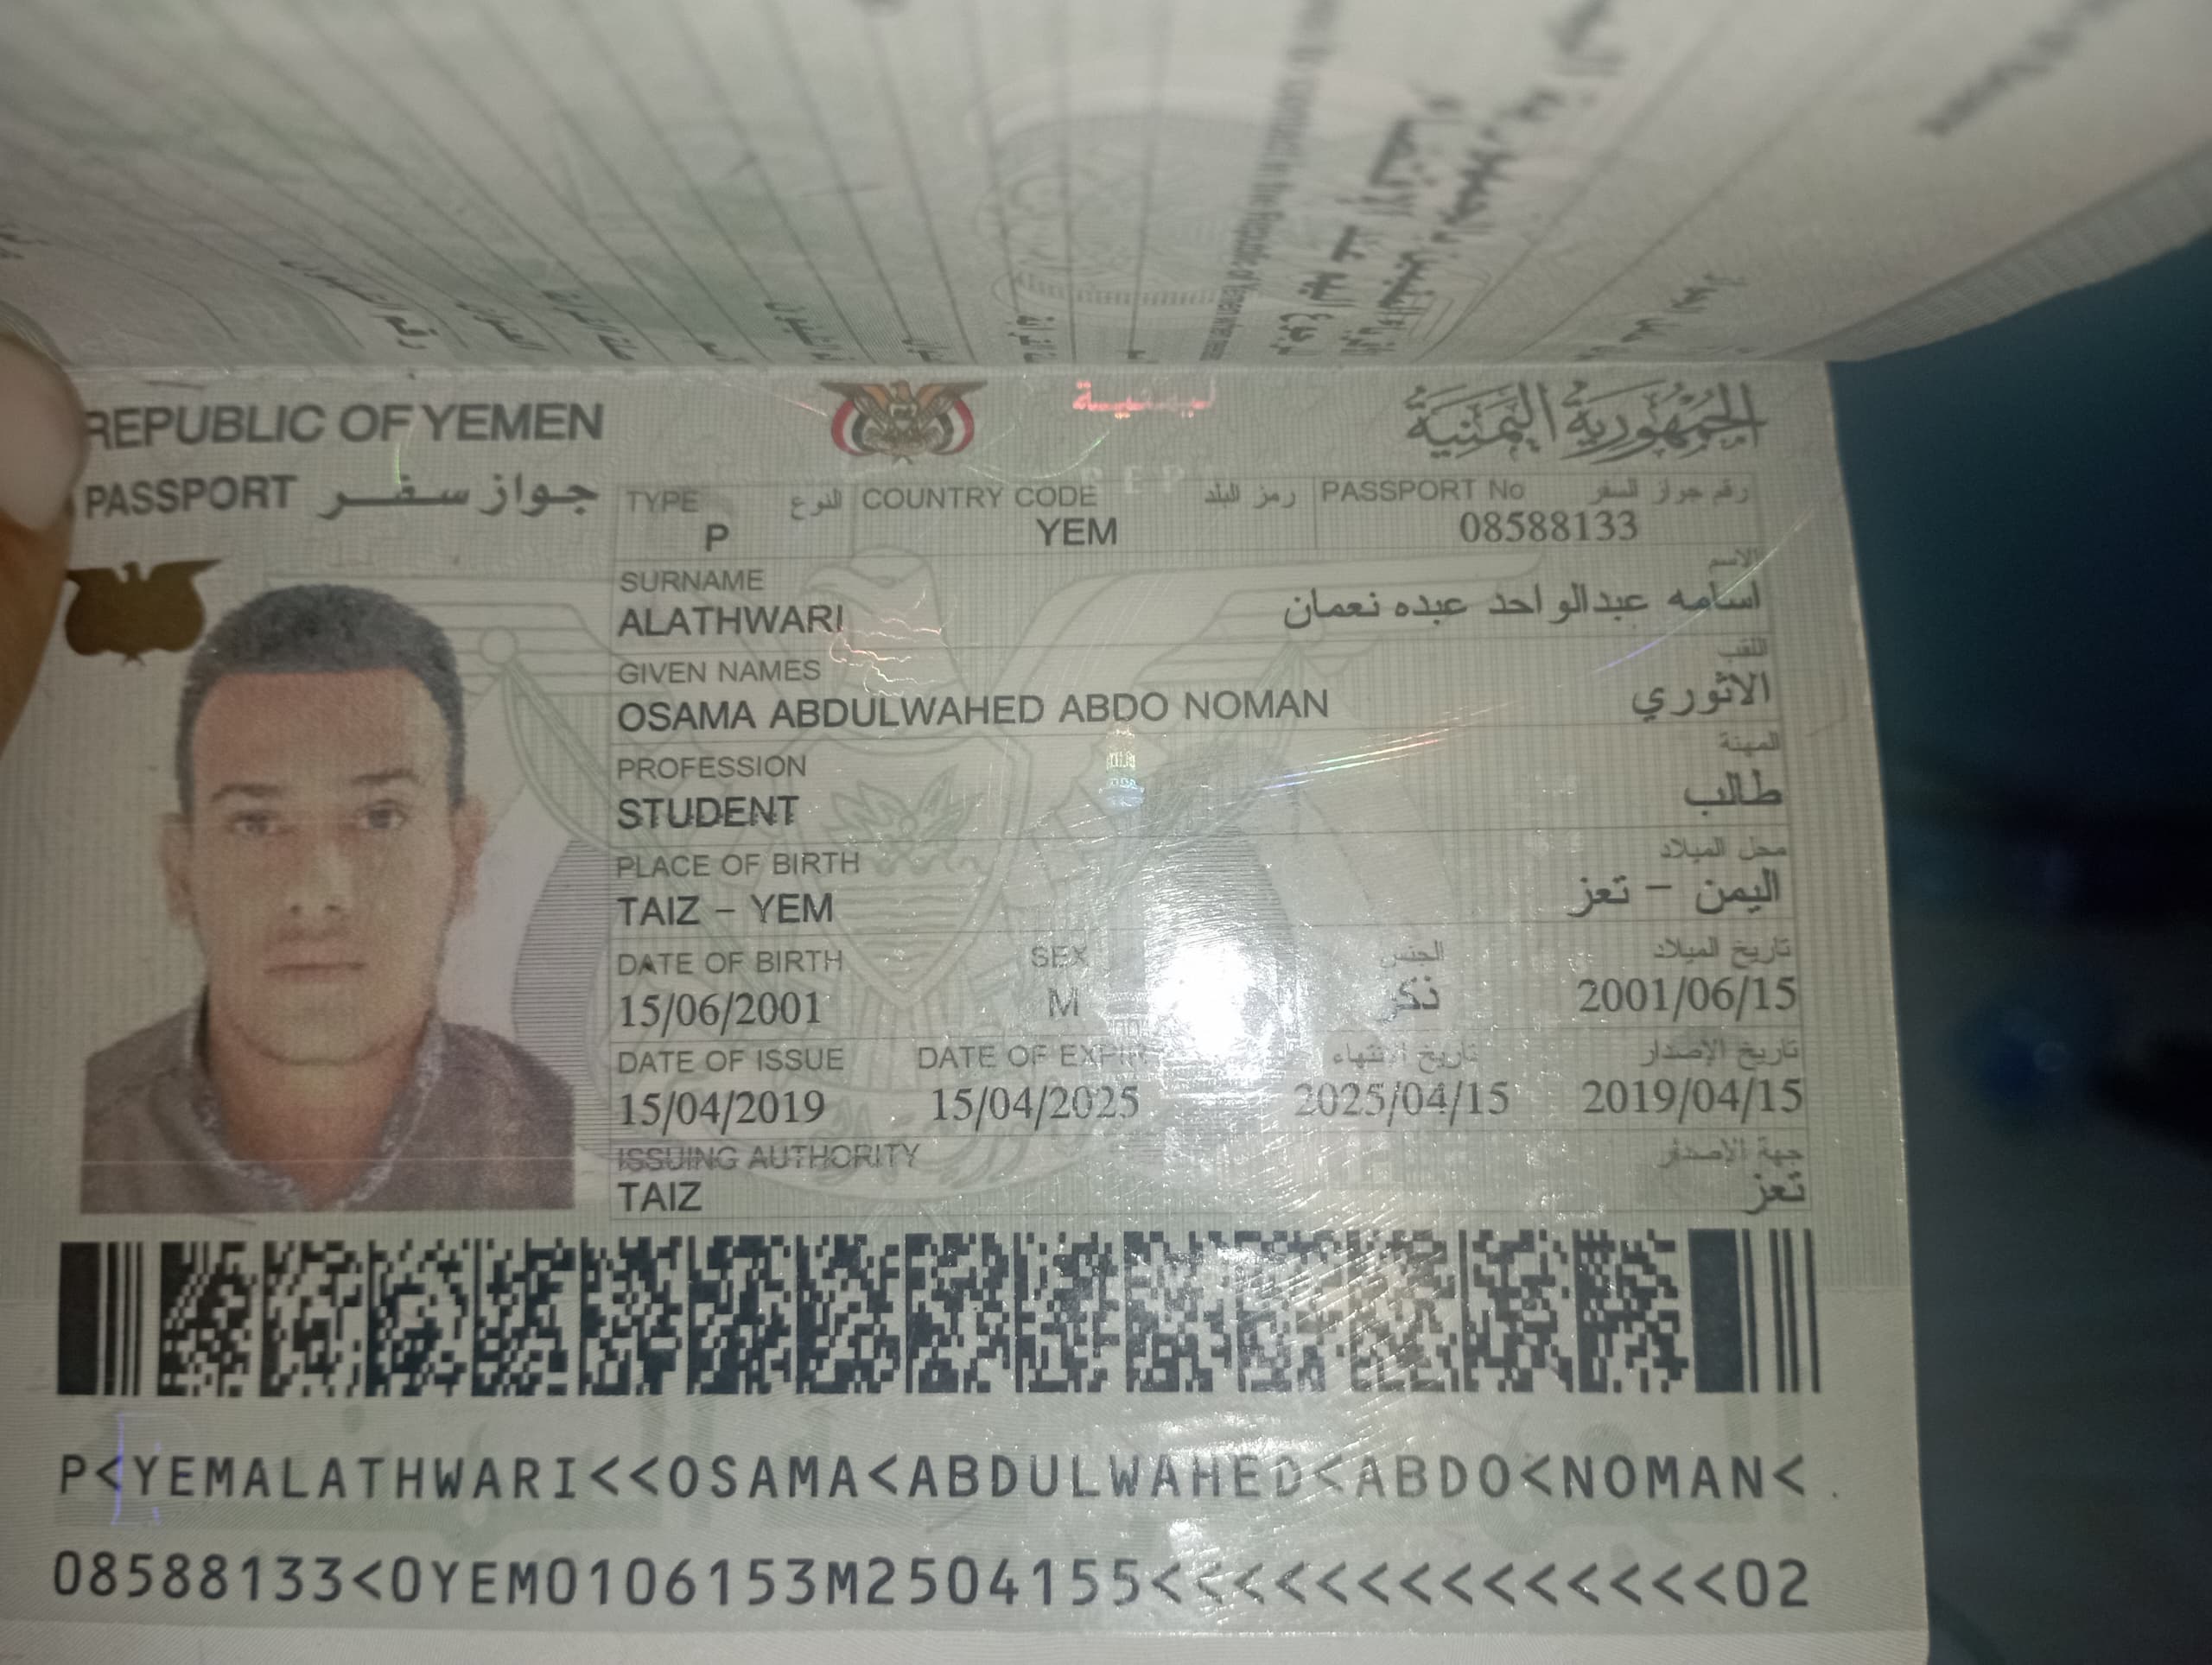 REPUBLIC OF YEMEN
الجمهورية اليمنية
PASSPORT جواز سفر
TYPE النوع COUNTRY CODE رمز البلد PASSPORT No رقم جواز السفر
P YEM 08588133
SURNAME الاسم
ALATHWARI اسامه عبدالواحد عبده نعمان
GIVEN NAMES اللقب
OSAMA ABDULWAHED ABDO NOMAN الاثوري
PROFESSION المهنة
STUDENT طالب
PLACE OF BIRTH محل الميلاد
TAIZ – YEM اليمن – تعز
DATE OF BIRTH SEX الجنس تاريخ الميلاد
15/06/2001 M ذكر 2001/06/15
DATE OF ISSUE DATE OF تاريخ الانتهاء تاريخ الإصدار
15/04/2019 15/04/2025 2025/04/15 2019/04/15
ISSUING AUTHORITY جهة الإصدار
TAIZ تعز
P<YEMALATHWARI<<OSAMA<ABDULWAHED<ABDO<NOMAN<
08588133<0YEM0106153M2504155<<<<<<<<<<<<<<02